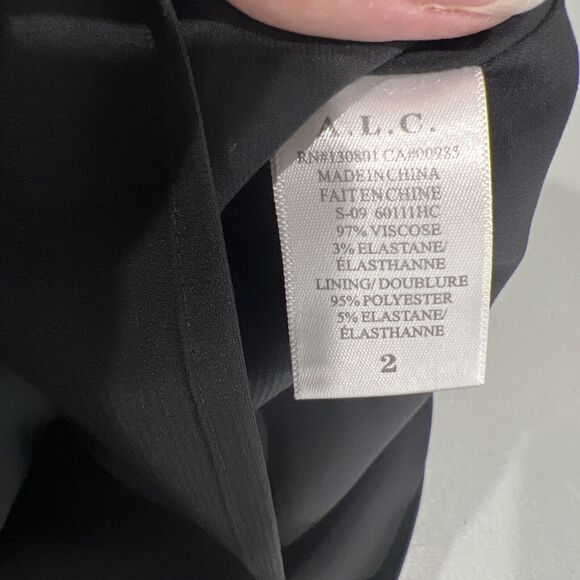 A.L.C.
RN#130801 CA#00985
MADE IN CHINA
FAIT EN CHINE
S-09 60111HC
97% VISCOSE
3% ELASTANE/
ÉLASTHANNE
LINING/DOUBLURE
95% POLYESTER
5% ELASTANE/
ÉLASTHANNE
2